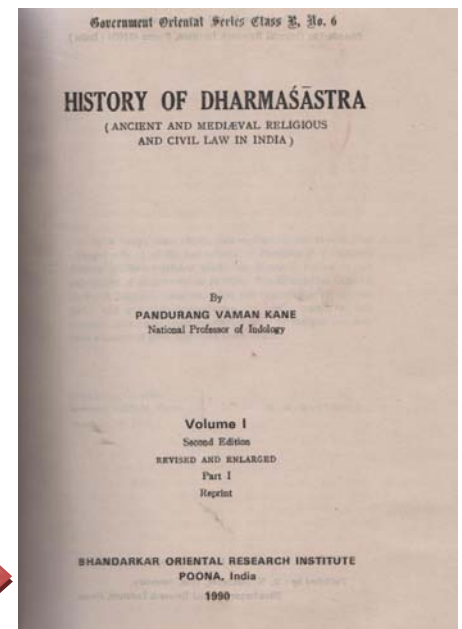 Government Oriental Series Class B, No. 6
HISTORY OF DHARMAŚĀSTRA
( ANCIENT AND MEDIÆVAL RELIGIOUS
AND CIVIL LAW IN INDIA )
By
PANDURANG VAMAN KANE
National Professor of Indology
Volume I
Second Edition
REVISED AND ENLARGED
Part I
Reprint
BHANDARKAR ORIENTAL RESEARCH INSTITUTE
POONA, India
1990